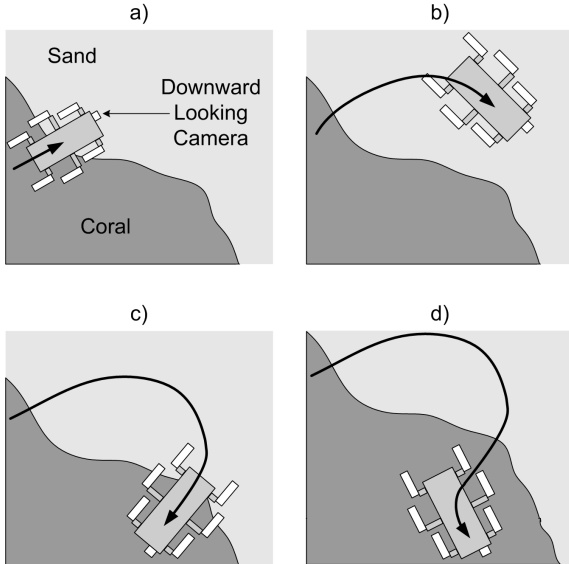 a)
Sand
Downward
Looking
Camera
Coral
b)
c)
d)